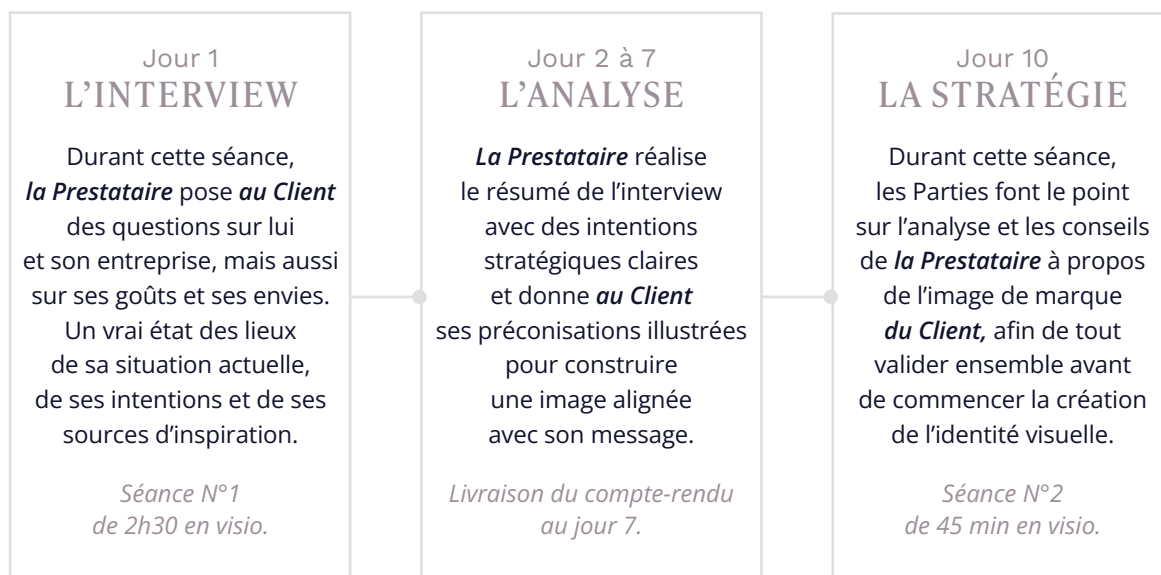 Jour 1
L’INTERVIEW
Durant cette séance,
la Prestataire pose au Client
des questions sur lui
et son entreprise, mais aussi
sur ses goûts et ses envies.
Un vrai état des lieux
de sa situation actuelle,
de ses intentions et de ses
sources d’inspiration.
Séance N°1
de 2h30 en visio.
Jour 2 à 7
L’ANALYSE
La Prestataire réalise
le résumé de l’interview
avec des intentions
stratégiques claires
et donne au Client
ses préconisations illustrées
pour construire
une image alignée
avec son message.
Livraison du compte-rendu
au jour 7.
Jour 10
LA STRATÉGIE
Durant cette séance,
les Parties font le point
sur l’analyse et les conseils
de la Prestataire à propos
de l’image de marque
du Client, afin de tout
valider ensemble avant
de commencer la création
de l’identité visuelle.
Séance N°2
de 45 min en visio.